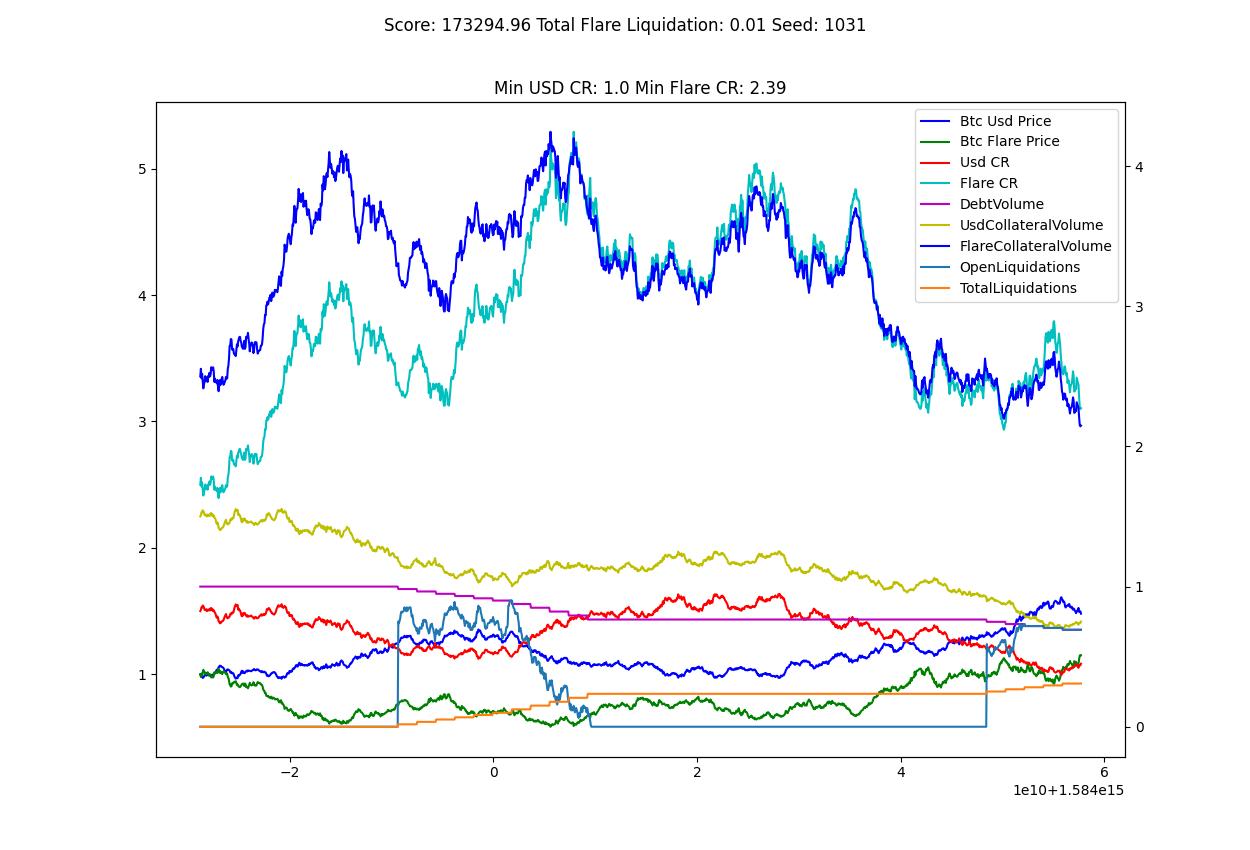 Score: 173294.96 Total Flare Liquidation: 0.01 Seed: 1031
Min USD CR: 1.0 Min Flare CR: 2.39
Btc Usd Price
Btc Flare Price
Usd CR
Flare CR
DebtVolume
UsdCollateralVolume
FlareCollateralVolume
OpenLiquidations
TotalLiquidations
5
4
3
2
1
4
3
2
1
0
−2 0 2 4 6
1e10+1.584e15